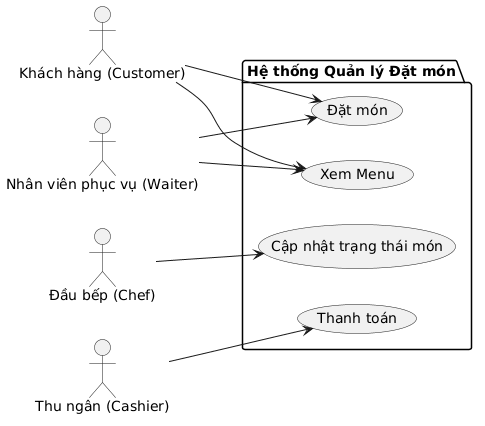 Khách hàng (Customer)
Hệ thống Quản lý Đặt món
Đặt món
Nhân viên phục vụ (Waiter)
Xem Menu
Cập nhật trạng thái món
Đầu bếp (Chef)
Thanh toán
Thu ngân (Cashier)